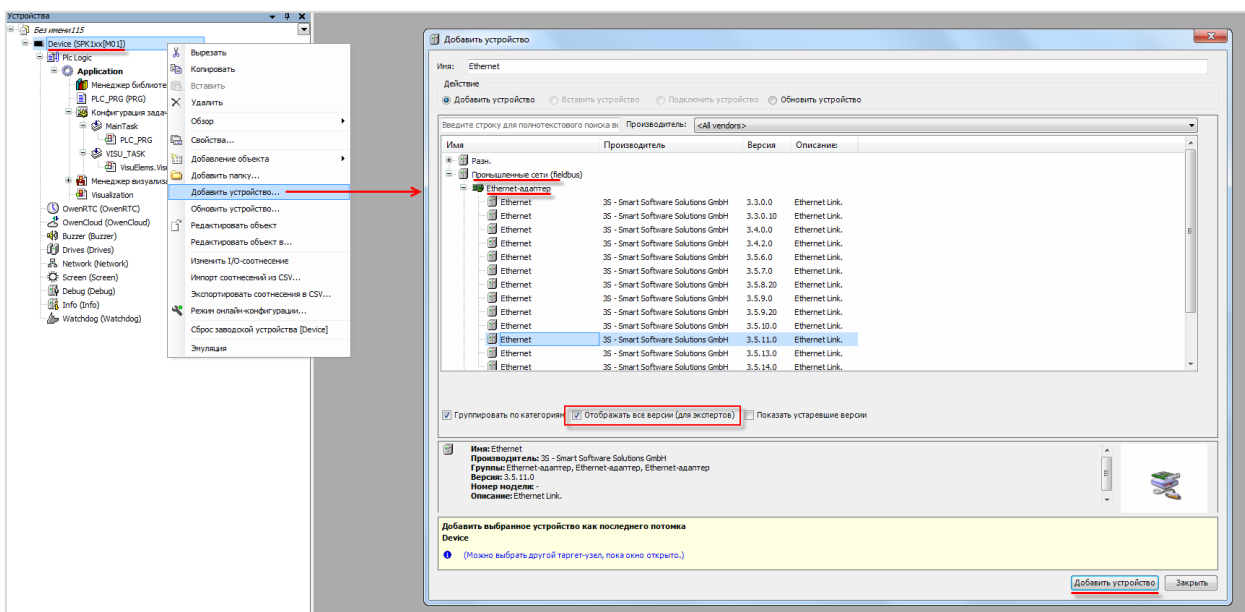 Устройства
Без имени115
Device (SPK1xx[M01])
Plc Logic
Application
Менеджер библиоте
PLC_PRG (PRG)
Конфигурация задач
MainTask
PLC_PRG
VISU_TASK
VisuElems.Vis
Менеджер визуализ
Visualization
OwenRTC (OwenRTC)
OwenCloud (OwenCloud)
Buzzer (Buzzer)
Drives (Drives)
Network (Network)
Screen (Screen)
Debug (Debug)
Info (Info)
Watchdog (Watchdog)
Вырезать
Копировать
Вставить
Удалить
Обзор
Свойства...
Добавление объекта
Добавить папку...
Добавить устройство...
Обновить устройство...
Редактировать объект
Редактировать объект в...
Изменить I/O-соотнесение
Импорт соотнесений из CSV...
Экспортировать соотнесения в CSV...
Режим онлайн-конфигурации...
Сброс заводской устройства [Device]
Эмуляция
Добавить устройство
Имя: Ethernet
Действие
Добавить устройство Вставить устройство Подключить устройство Обновить устройство
Введите строку для полнотекстового поиска во Производитель: <All vendors>
Имя Производитель Версия Описание:
Разн.
Промышленные сети (fieldbus)
Ethernet-адаптер
Ethernet 3S - Smart Software Solutions GmbH 3.3.0.0 Ethernet Link.
Ethernet 3S - Smart Software Solutions GmbH 3.3.0.10 Ethernet Link.
Ethernet 3S - Smart Software Solutions GmbH 3.4.0.0 Ethernet Link.
Ethernet 3S - Smart Software Solutions GmbH 3.4.2.0 Ethernet Link.
Ethernet 3S - Smart Software Solutions GmbH 3.5.6.0 Ethernet Link.
Ethernet 3S - Smart Software Solutions GmbH 3.5.7.0 Ethernet Link.
Ethernet 3S - Smart Software Solutions GmbH 3.5.8.20 Ethernet Link.
Ethernet 3S - Smart Software Solutions GmbH 3.5.9.0 Ethernet Link.
Ethernet 3S - Smart Software Solutions GmbH 3.5.9.20 Ethernet Link.
Ethernet 3S - Smart Software Solutions GmbH 3.5.10.0 Ethernet Link.
Ethernet 3S - Smart Software Solutions GmbH 3.5.11.0 Ethernet Link.
Ethernet 3S - Smart Software Solutions GmbH 3.5.13.0 Ethernet Link.
Ethernet 3S - Smart Software Solutions GmbH 3.5.14.0 Ethernet Link.
Группировать по категориям Отображать все версии (для экспертов) Показать устаревшие версии
Имя: Ethernet
Производитель: 3S - Smart Software Solutions GmbH
Группы: Ethernet-адаптер, Ethernet-адаптер, Ethernet-адаптер
Версия: 3.5.11.0
Номер модели: -
Описание: Ethernet Link.
Добавить выбранное устройство как последнего потомка
Device
(Можно выбрать другой таргет-узел, пока окно открыто.)
Добавить устройство Закрыть